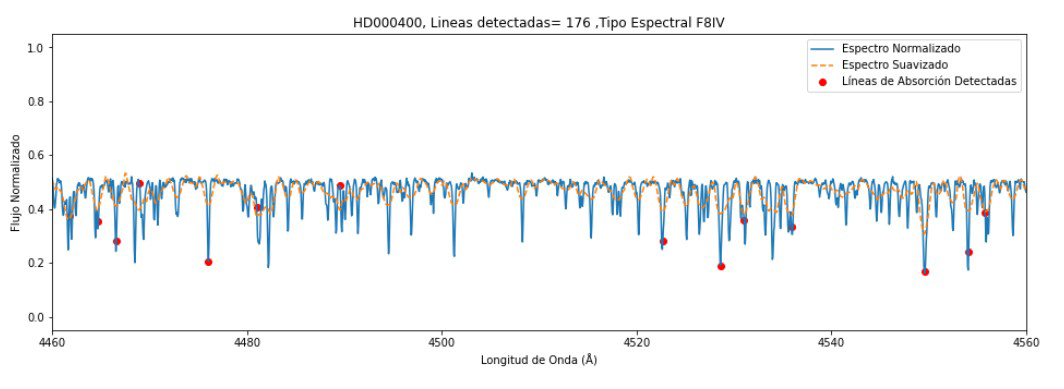 HD000400, Lineas detectadas= 176 ,Tipo Espectral F8IV
Espectro Normalizado
Espectro Suavizado
Líneas de Absorción Detectadas
Flujo Normalizado
1.0
0.8
0.6
0.4
0.2
0.0
4460 4480 4500 4520 4540 4560
Longitud de Onda (Å)